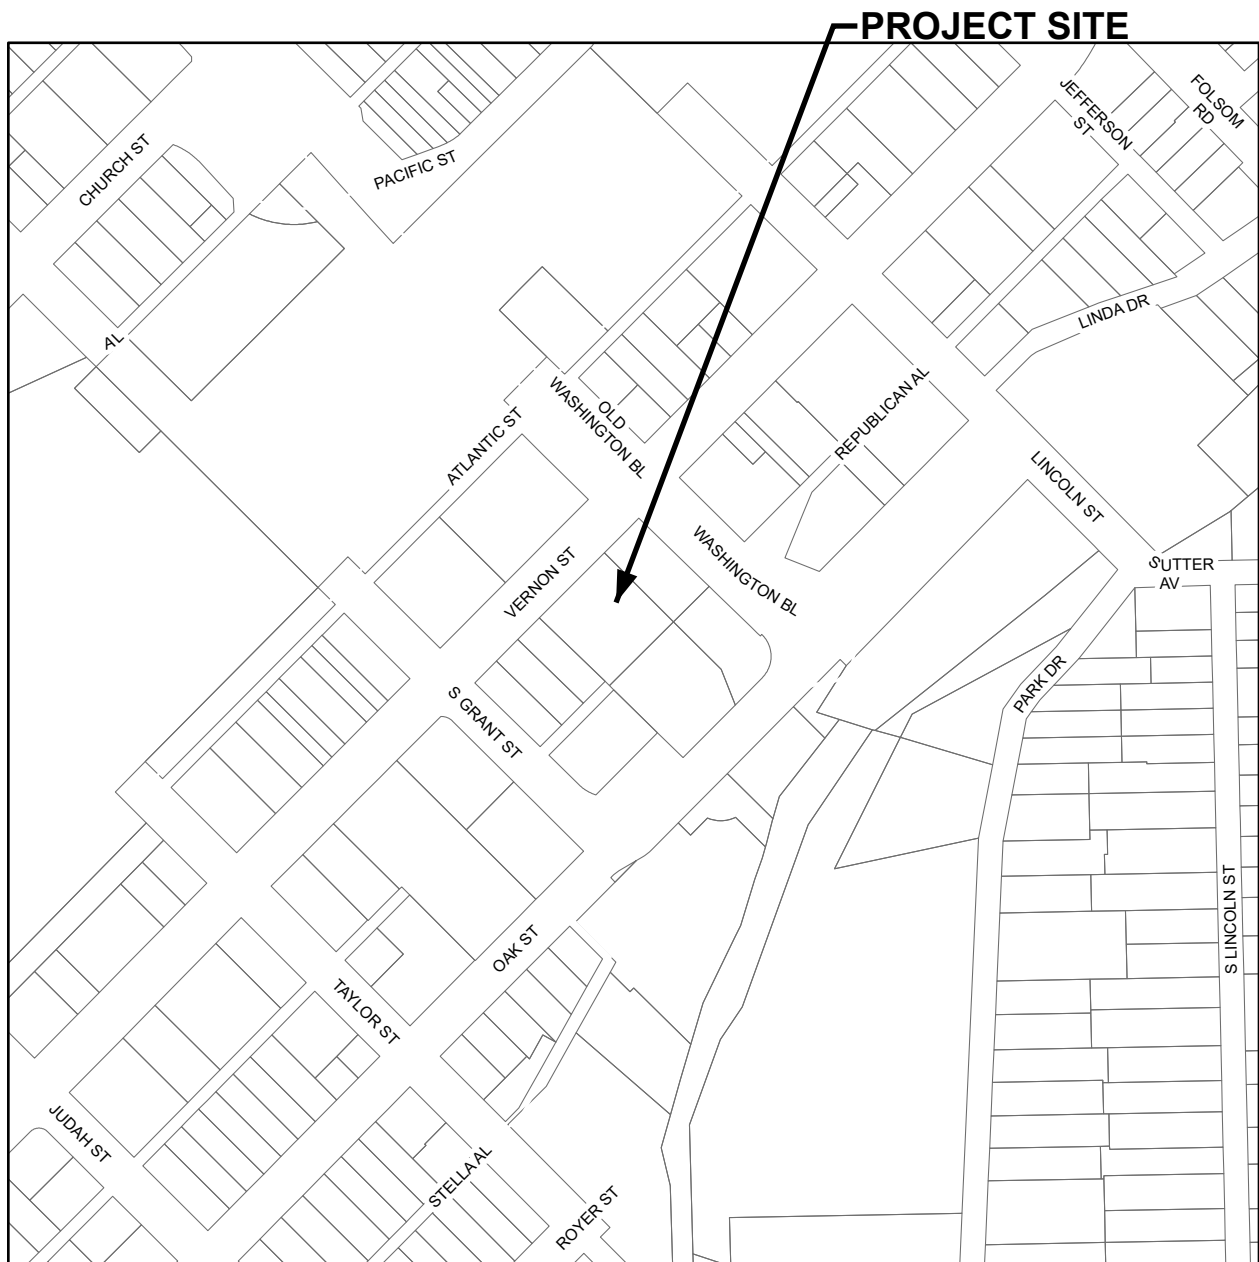 PROJECT SITE
FOLSOM
RD
JEFFERSON
ST
CHURCH ST
PACIFIC ST
LINDA DR
AL
OLD
WASHINGTON BL
REPUBLICAN AL
ATLANTIC ST
LINCOLN ST
WASHINGTON BL
VERNON ST
SUTTER
AV
PARK DR
S GRANT ST
S LINCOLN ST
OAK ST
TAYLOR ST
JUDAH ST
STELLA AL
ROYER ST